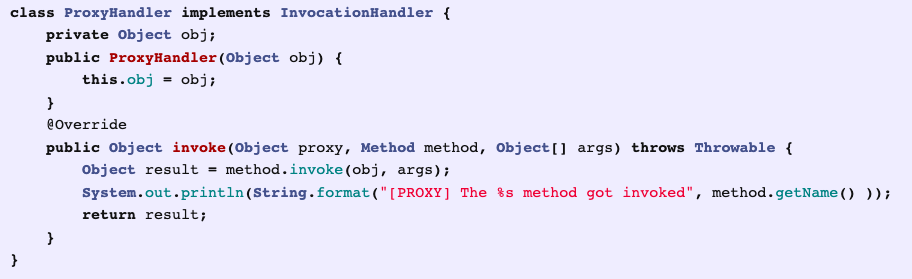 class ProxyHandler implements InvocationHandler {
    private Object obj;
    public ProxyHandler(Object obj) {
        this.obj = obj;
    }
    @Override
    public Object invoke(Object proxy, Method method, Object[] args) throws Throwable {
        Object result = method.invoke(obj, args);
        System.out.println(String.format("[PROXY] The %s method got invoked", method.getName() ));
        return result;
    }
}